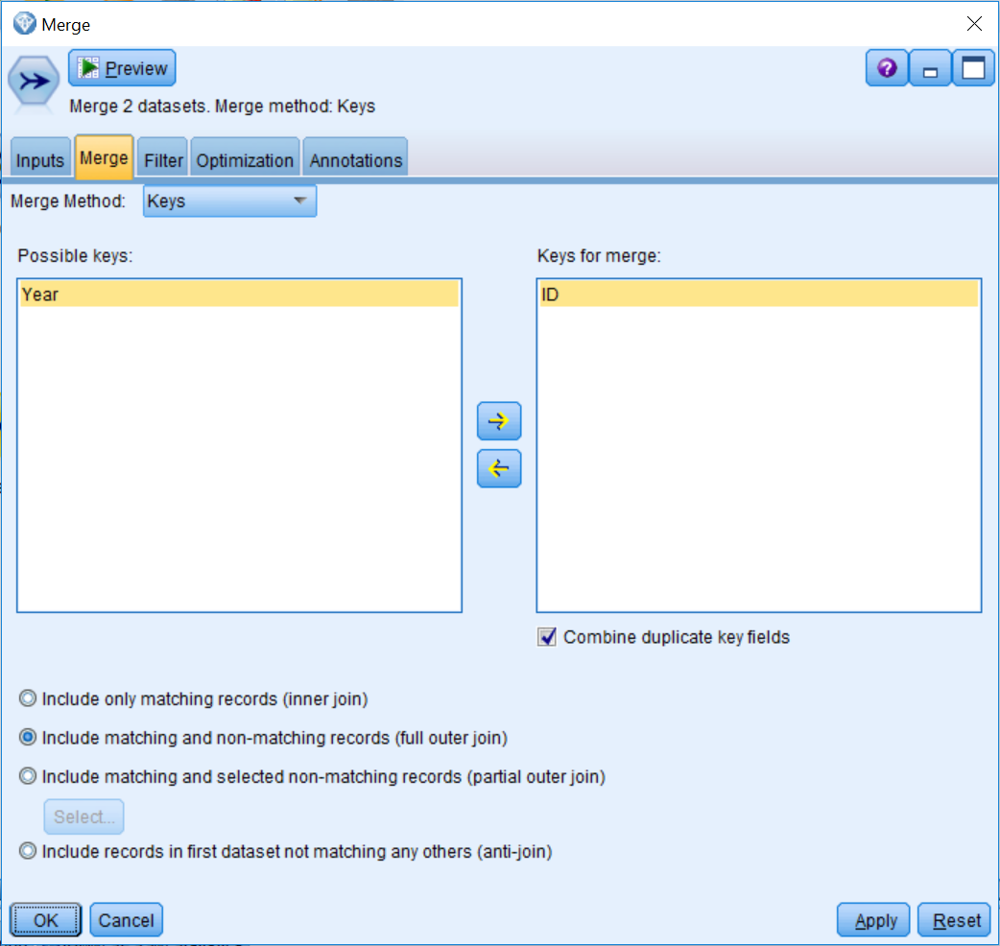 Merge
Preview
Merge 2 datasets. Merge method: Keys
Inputs Merge Filter Optimization Annotations
Merge Method: Keys
Possible keys: Keys for merge:
Year ID
Combine duplicate key fields
Include only matching records (inner join)
Include matching and non-matching records (full outer join)
Include matching and selected non-matching records (partial outer join)
Select...
Include records in first dataset not matching any others (anti-join)
OK Cancel Apply Reset